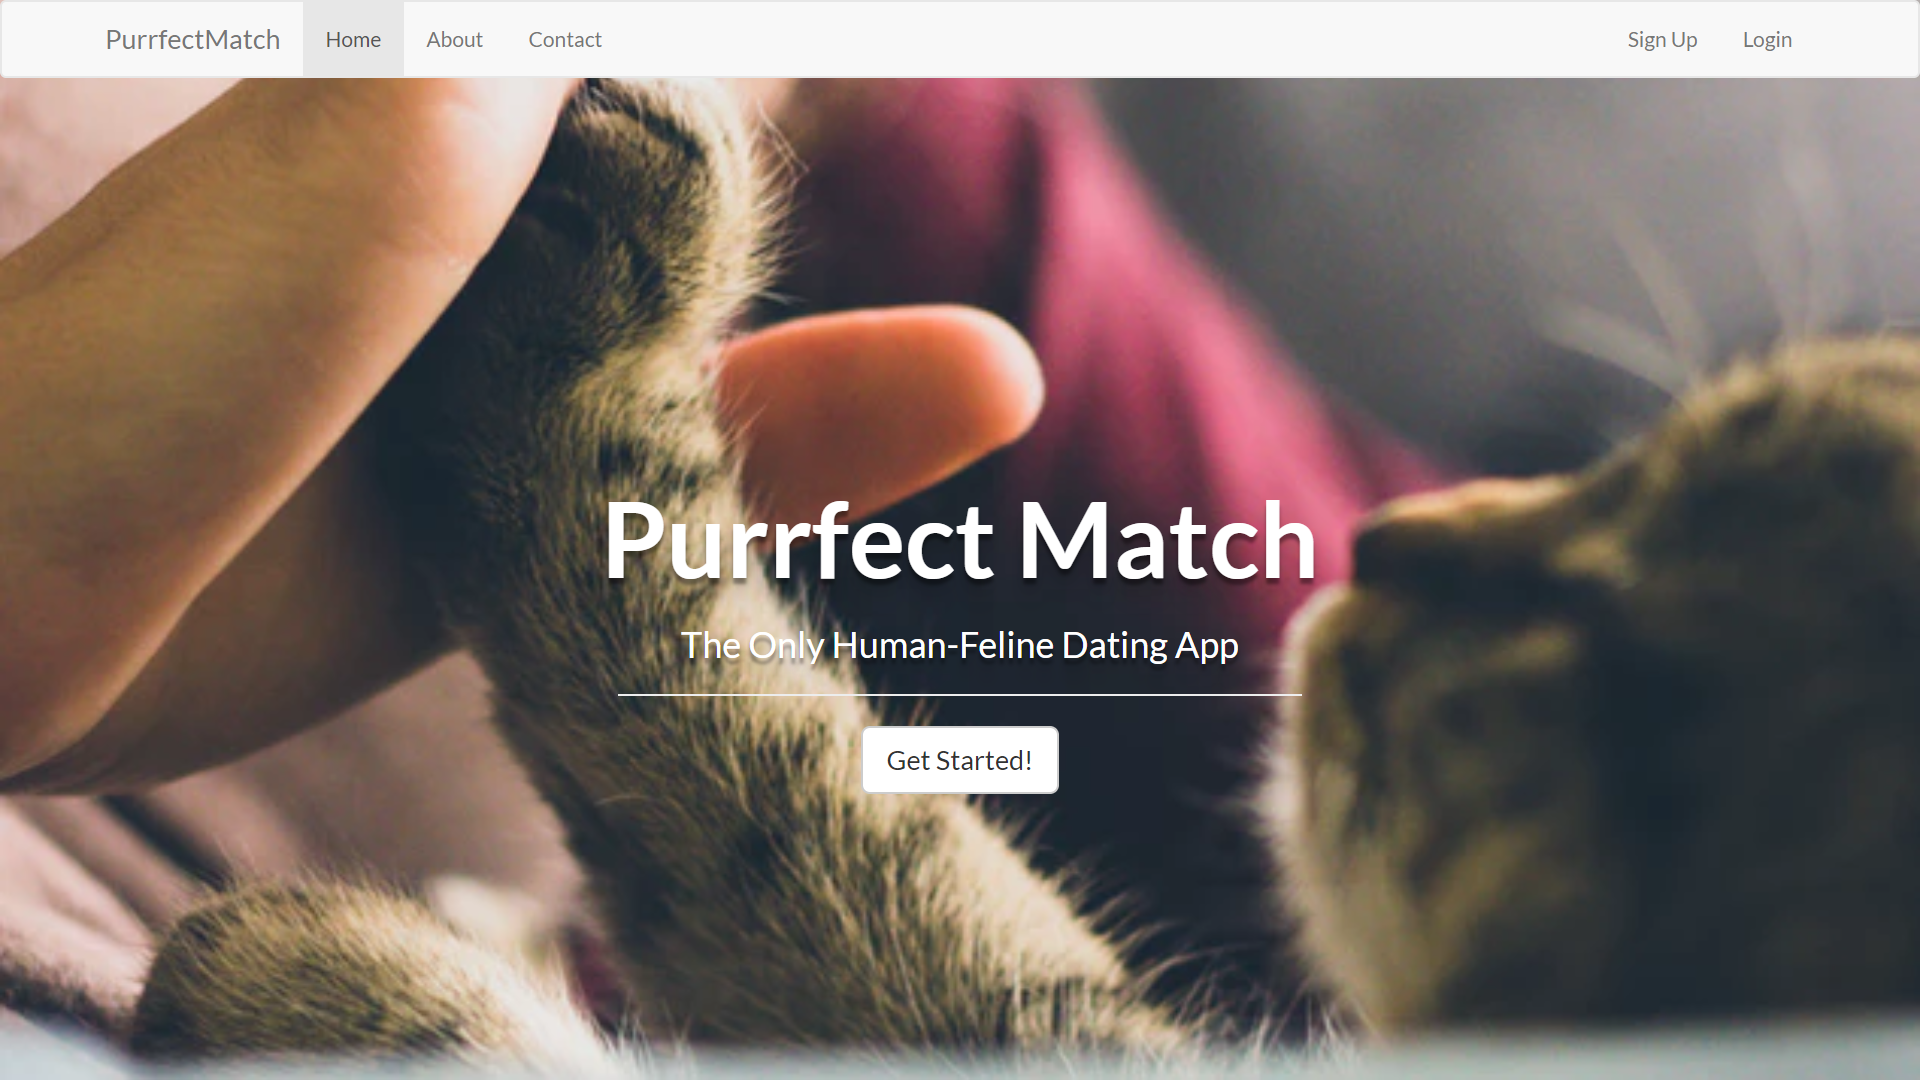 PurrfectMatch Home About Contact Sign Up Login
Purrfect Match
The Only Human-Feline Dating App
Get Started!